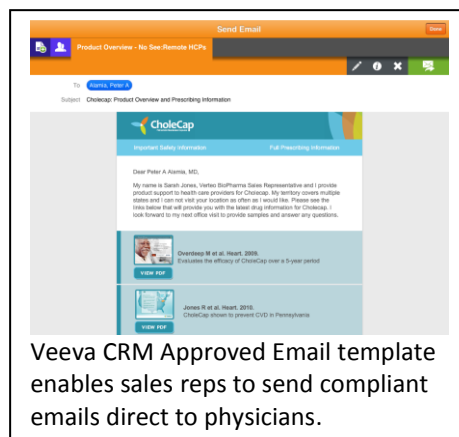 Send Email
Done
Product Overview - No See:Remote HCPs
To Alamia, Peter A
Subject Cholecap: Product Overview and Prescribing Information
CholeCap
Important Safety Information Full Prescribing Information
Dear Peter A Alamia, MD,
My name is Sarah Jones, Verteo BioPharma Sales Representative and I provide
product support to health care providers for Cholecap. My territory covers multiple
states and I can not visit your location as often as I would like. Please see the
links below that will provide you with the latest drug information for Cholecap. I
look forward to my next office visit to provide samples and answer any questions.
Overdeep M et al. Heart, 2009.
Evaluates the efficacy of CholeCap over a 5-year period
VIEW PDF
Jones R et al. Heart, 2010.
CholeCap shown to prevent CVD in Pennsylvania
VIEW PDF
Veeva CRM Approved Email template
enables sales reps to send compliant
emails direct to physicians.